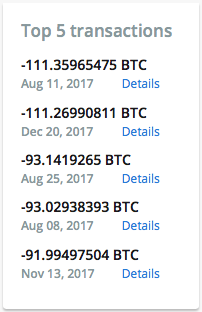 Top 5 transactions
-111.35965475 BTC
Aug 11, 2017 Details
-111.26990811 BTC
Dec 20, 2017 Details
-93.1419265 BTC
Aug 25, 2017 Details
-93.02938393 BTC
Aug 08, 2017 Details
-91.99497504 BTC
Nov 13, 2017 Details